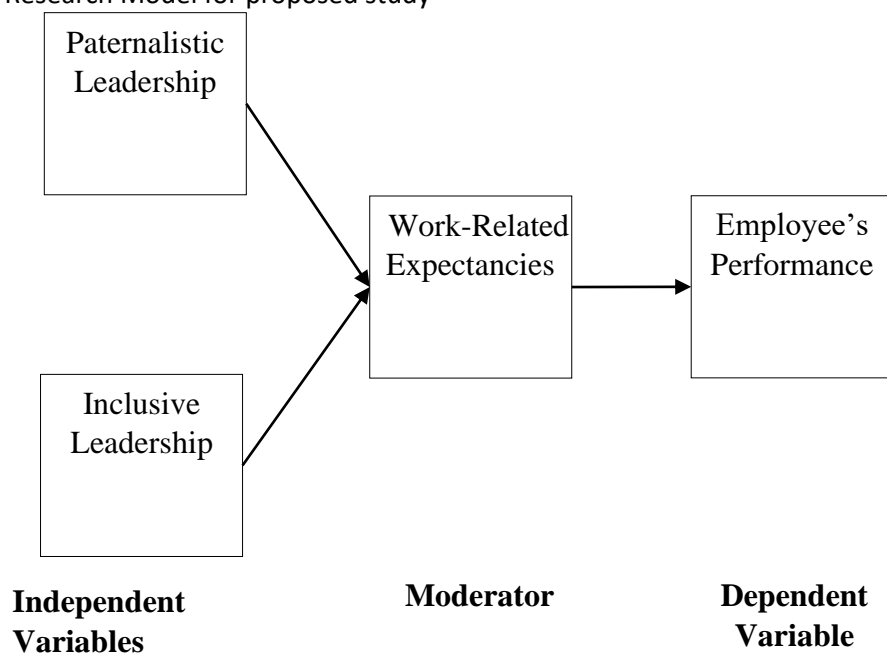 Research Model for proposed study
Paternalistic
Leadership
Work-Related
Expectancies
Employee's
Performance
Inclusive
Leadership
Independent
Variables
Moderator
Dependent
Variable